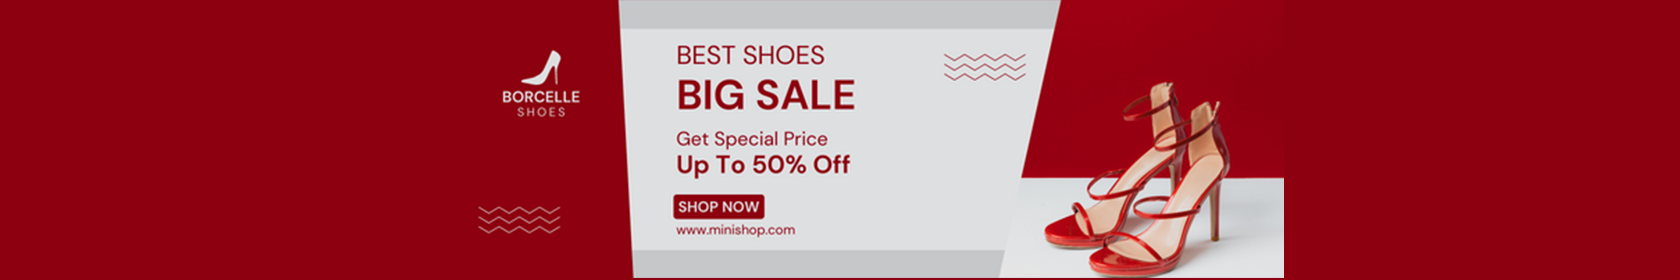 BORCELLE
SHOES
BEST SHOES
BIG SALE
Get Special Price
Up To 50% Off
SHOP NOW
www.minishop.com